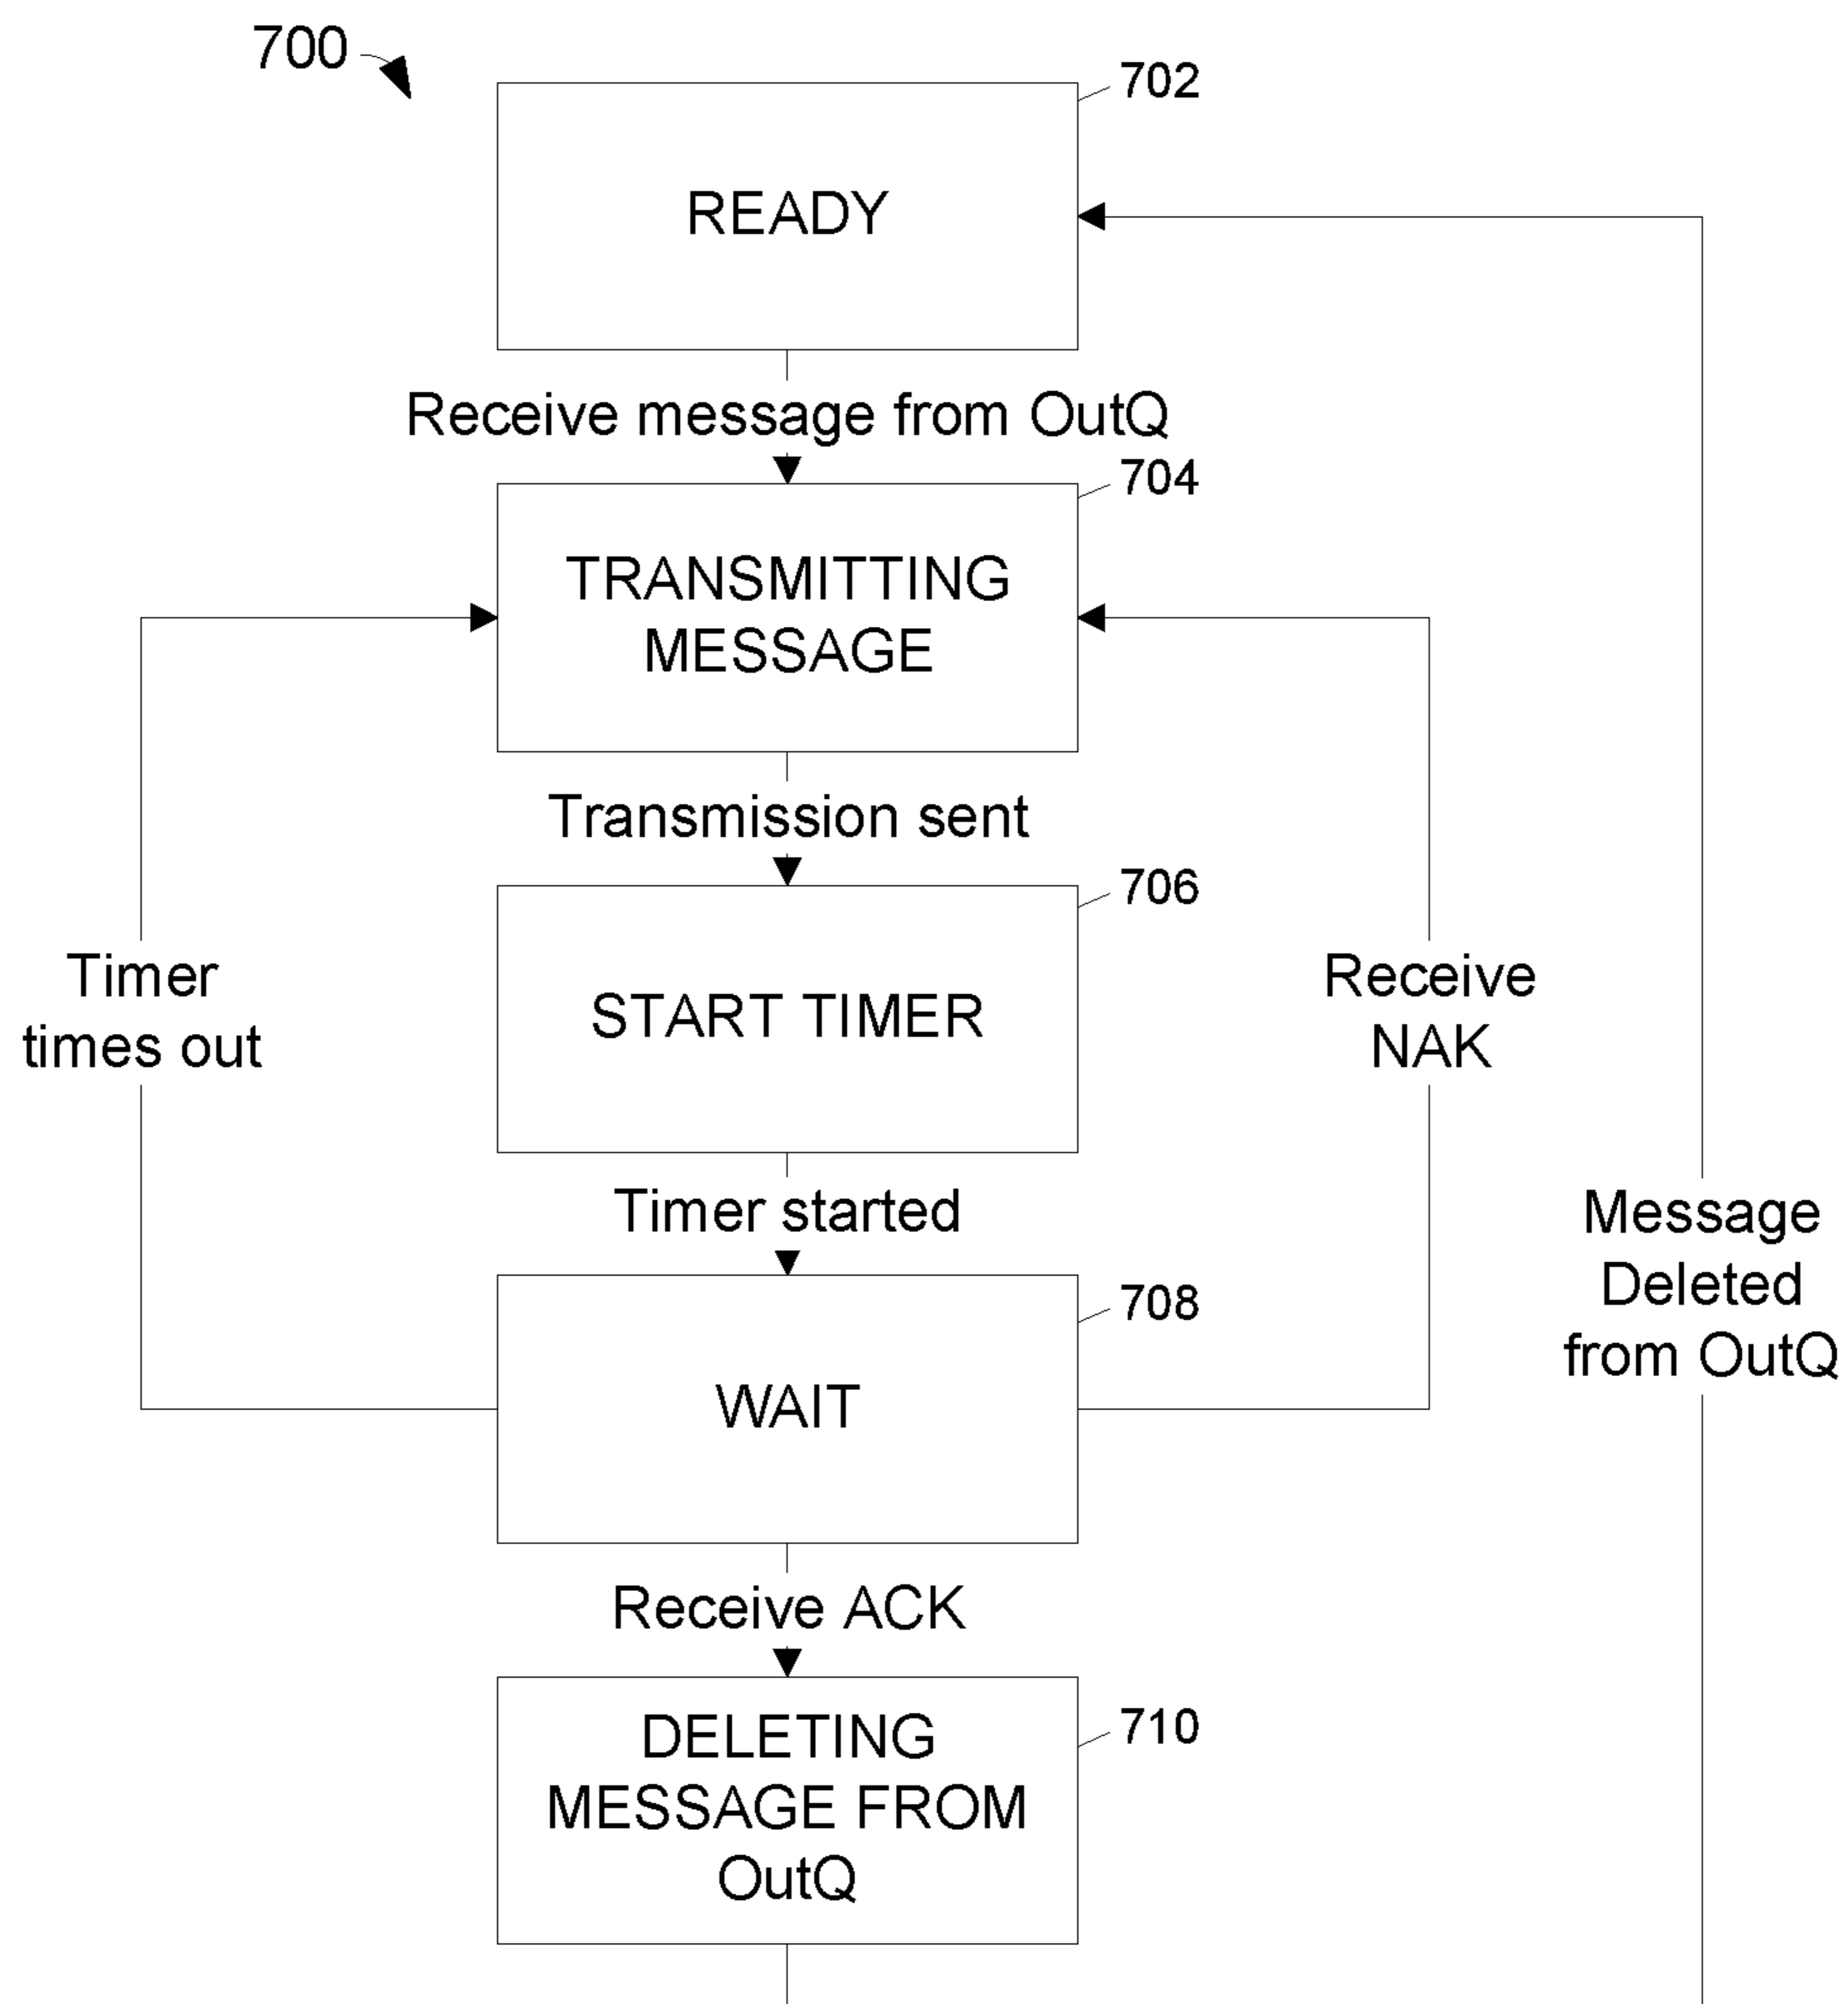 700
702
READY
Receive message from OutQ
704
TRANSMITTING
MESSAGE
Transmission sent
706
Timer
times out
START TIMER
Receive
NAK
Timer started
Message
Deleted
from OutQ
708
WAIT
Receive ACK
710
DELETING
MESSAGE FROM
OutQ